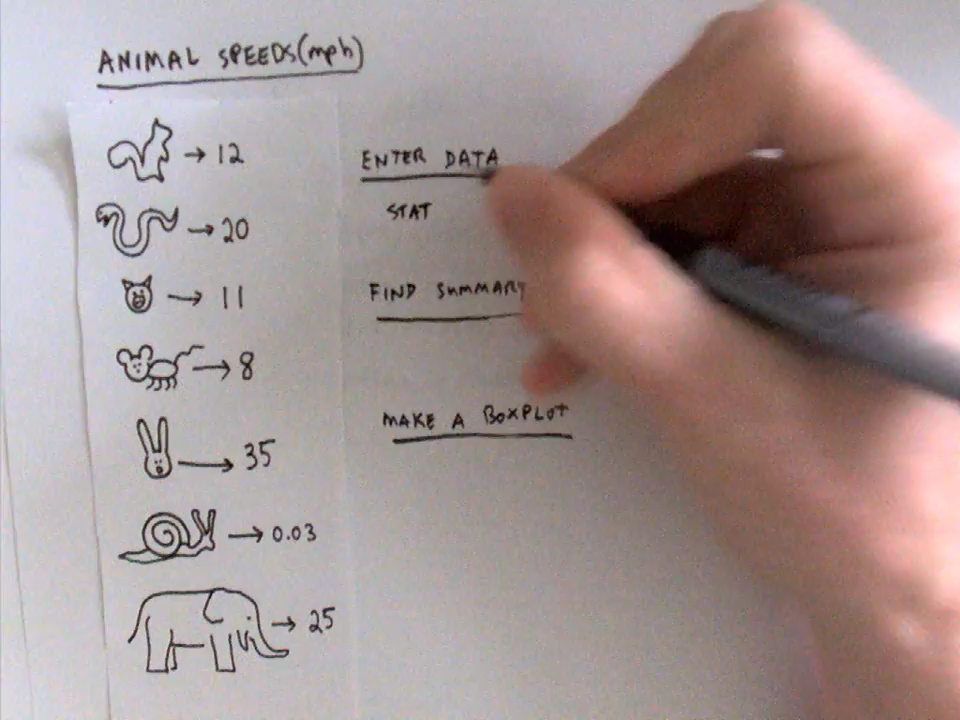 ANIMAL SPEEDS(mph)
→ 12
→ 20
→ 11
→ 8
→ 35
→ 0.03
→ 25
ENTER DATA
STAT
FIND SUMMARY
MAKE A BOXPLOT